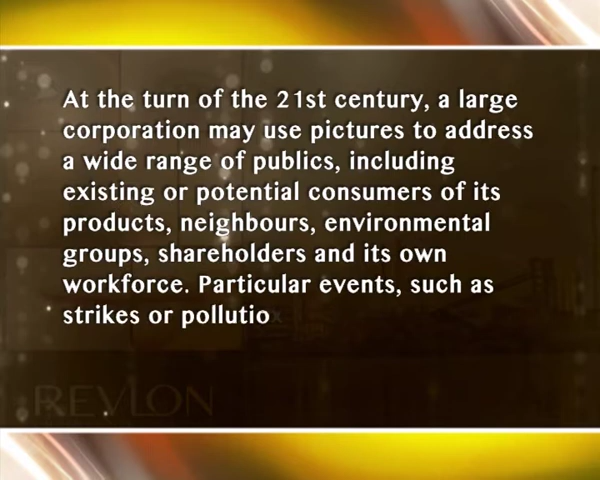 At the turn of the 21st century, a large
corporation may use pictures to address
a wide range of publics, including
existing or potential consumers of its
products, neighbours, environmental
groups, shareholders and its own
workforce. Particular events, such as
strikes or pollutio
REVLON